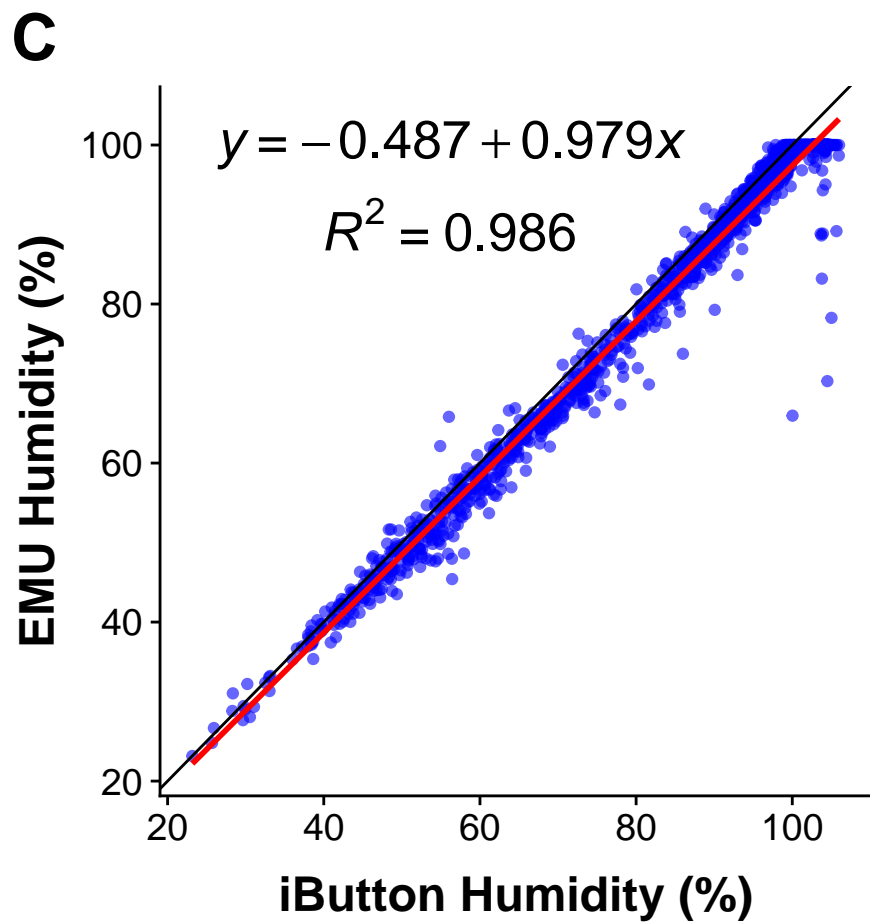 C
y = −0.487 + 0.979x
R² = 0.986
EMU Humidity (%)
100
80
60
40
20
20 40 60 80 100
iButton Humidity (%)